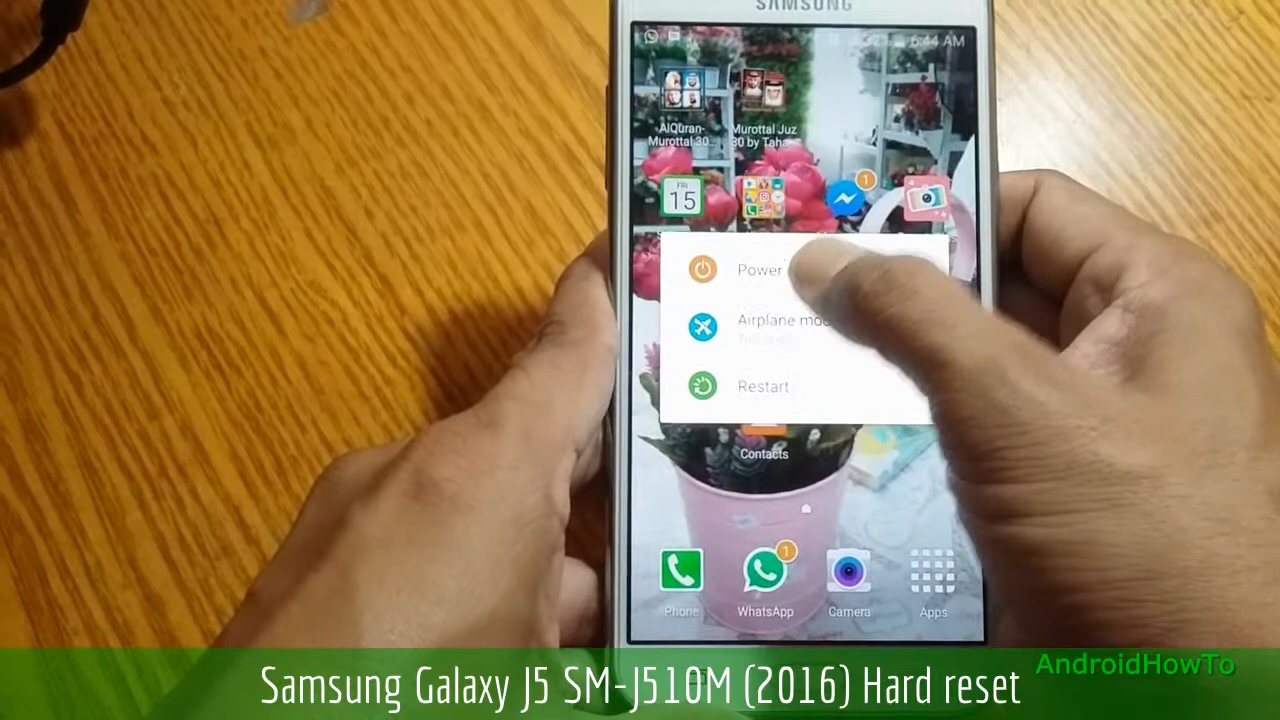 SAMSUNG
6:44 AM
AlQuran-
Murottal 30...
Murottal Juz
30 by Taha
FRI
15
1
Power
Airplane mo
Restart
Contacts
1
Phone
WhatsApp
Camera
Apps
AndroidHowTo
Samsung Galaxy J5 SM-J510M (2016) Hard reset